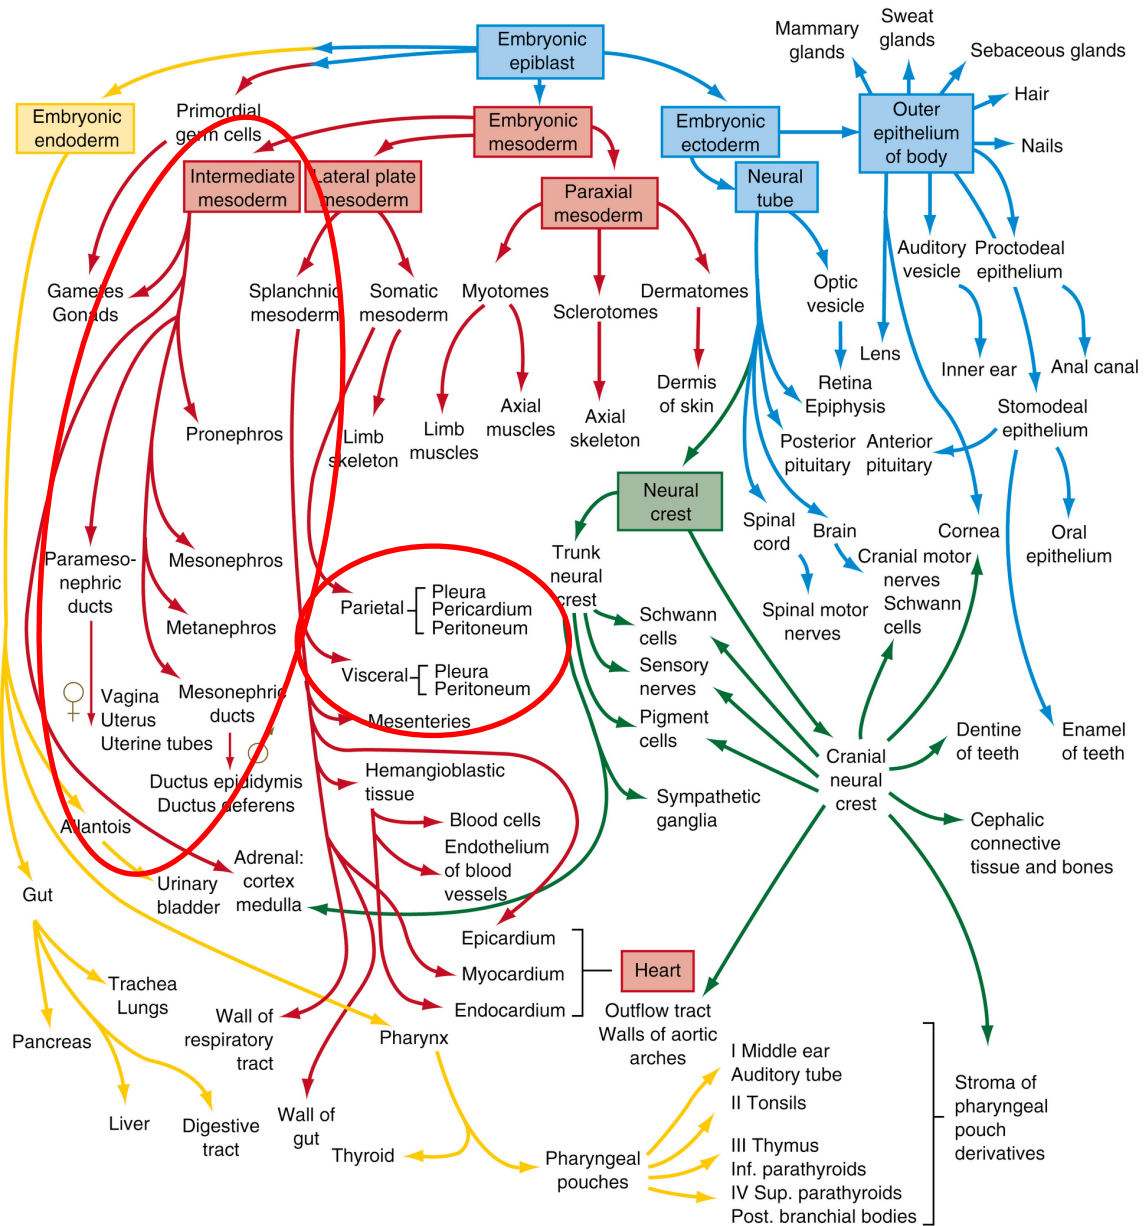 Embryonic
epiblast
Mammary
glands
Sweat
glands
Sebaceous glands
Hair
Nails
Embryonic
endoderm
Primordial
germ cells
Embryonic
mesoderm
Embryonic
ectoderm
Outer
epithelium
of body
Intermediate
mesoderm
Lateral plate
mesoderm
Paraxial
mesoderm
Neural
tube
Gametes
Gonads
Splanchnic
mesoderm
Somatic
mesoderm
Myotomes
Sclerotomes
Dermatomes
Optic
vesicle
Auditory
vesicle
Proctodeal
epithelium
Lens
Inner ear
Anal canal
Retina
Epiphysis
Pronephros
Limb
skeleton
Limb
muscles
Axial
muscles
Axial
skeleton
Dermis
of skin
Posterior
pituitary
Anterior
pituitary
Stomodeal
epithelium
Neural
crest
Spinal
cord
Brain
Cornea
Oral
epithelium
Parameso-
nephric
ducts
Mesonephros
Metanephros
Trunk
neural
crest
Cranial motor
nerves
Schwann
cells
Spinal motor
nerves
Parietal
Pleura
Pericardium
Peritoneum
Visceral
Pleura
Peritoneum
Mesenteries
Schwann
cells
Sensory
nerves
Pigment
cells
♀
Vagina
Uterus
Uterine tubes
Mesonephric
ducts
♂
Ductus epididymis
Ductus deferens
Hemangioblastic
tissue
Blood cells
Endothelium
of blood
vessels
Sympathetic
ganglia
Cranial
neural
crest
Dentine
of teeth
Enamel
of teeth
Cephalic
connective
tissue and bones
Allantois
Urinary
bladder
Adrenal:
cortex
medulla
Gut
Epicardium
Myocardium
Endocardium
Heart
Outflow tract
Walls of aortic
arches
Trachea
Lungs
Pancreas
Liver
Digestive
tract
Wall of
respiratory
tract
Wall of
gut
Pharynx
Thyroid
Pharyngeal
pouches
I Middle ear
Auditory tube
II Tonsils
III Thymus
Inf. parathyroids
IV Sup. parathyroids
Post. branchial bodies
Stroma of
pharyngeal
pouch
derivatives